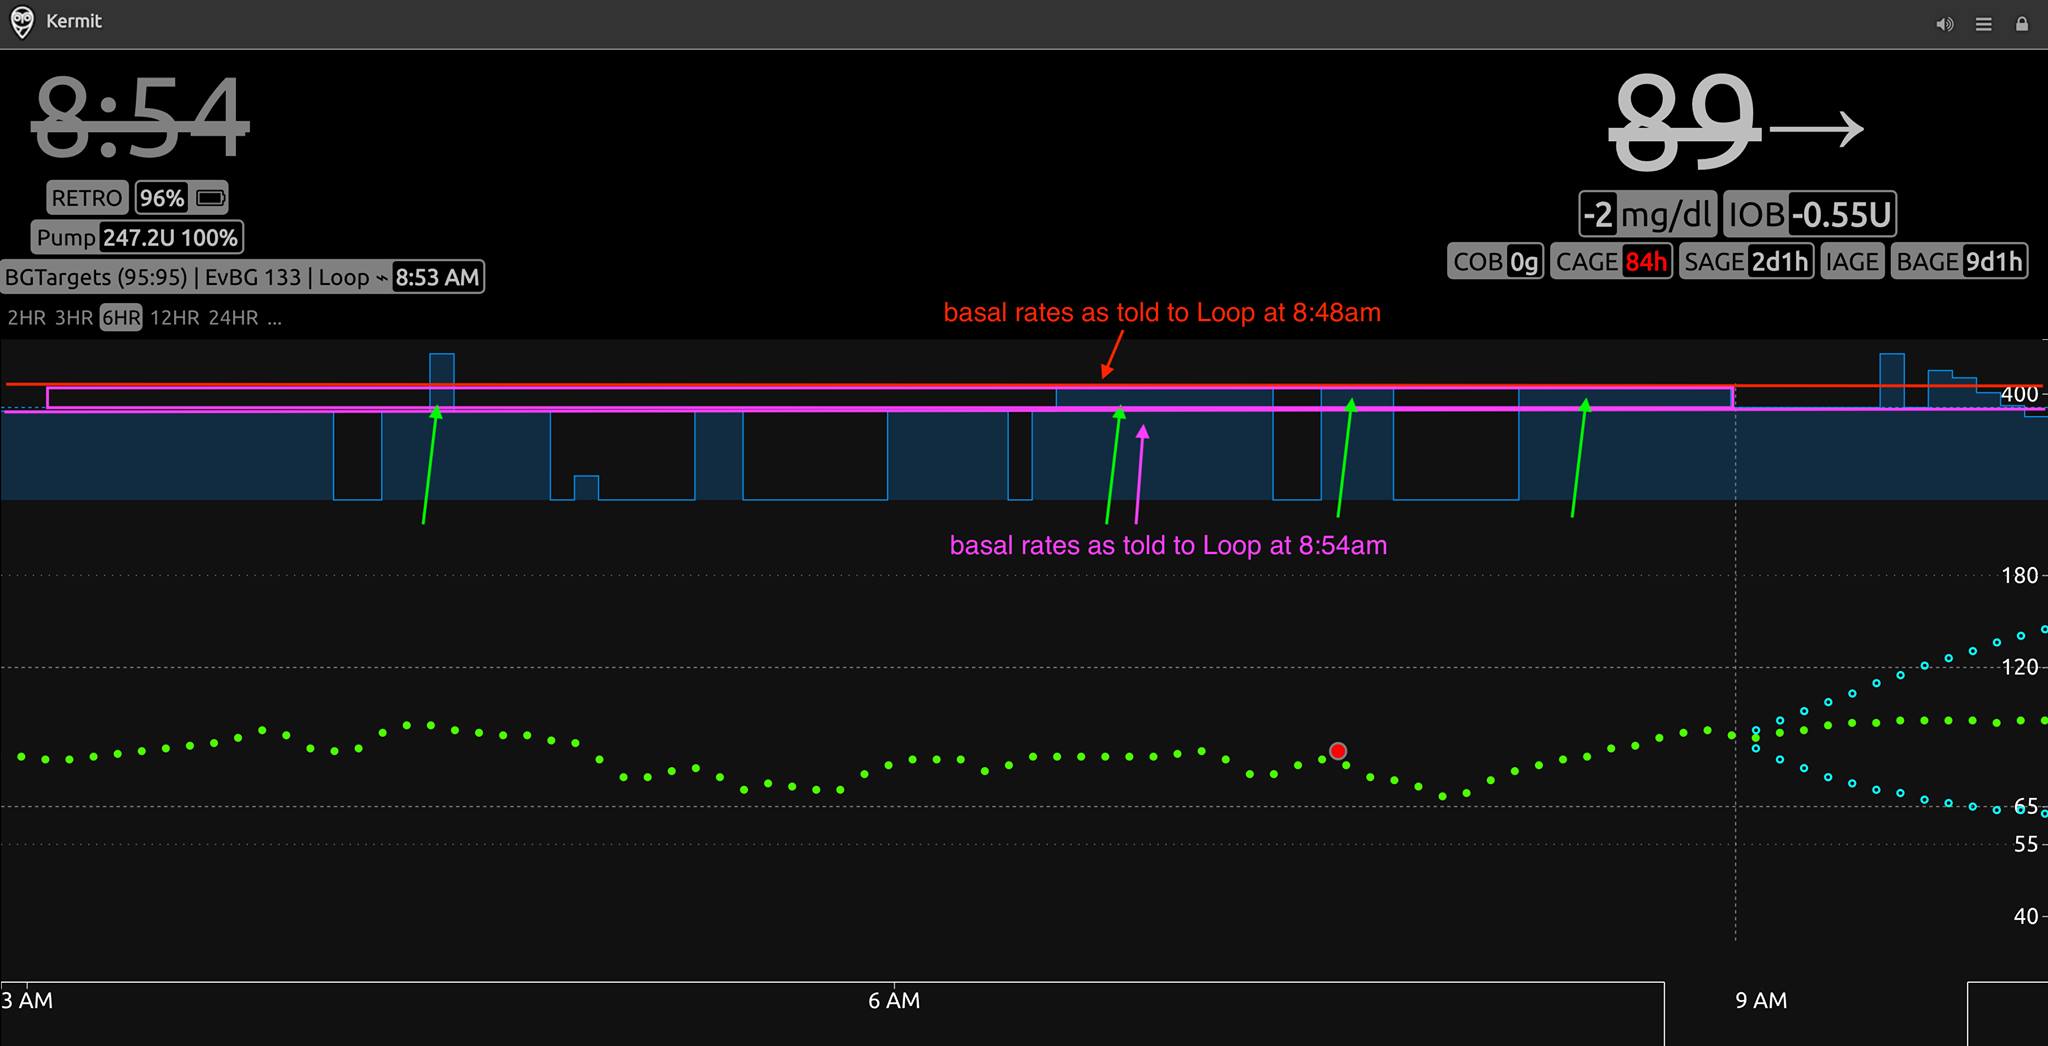 Kermit
8:54
89→
RETRO 96%
-2 mg/dl IOB -0.55U
Pump 247.2U 100%
COB 0g CAGE 84h SAGE 2d1h IAGE BAGE 9d1h
BGTargets (95:95) | EvBG 133 | Loop ⌁ 8:53 AM
2HR 3HR 6HR 12HR 24HR ...
basal rates as told to Loop at 8:48am
400
basal rates as told to Loop at 8:54am
180
120
65
55
40
3 AM 6 AM 9 AM